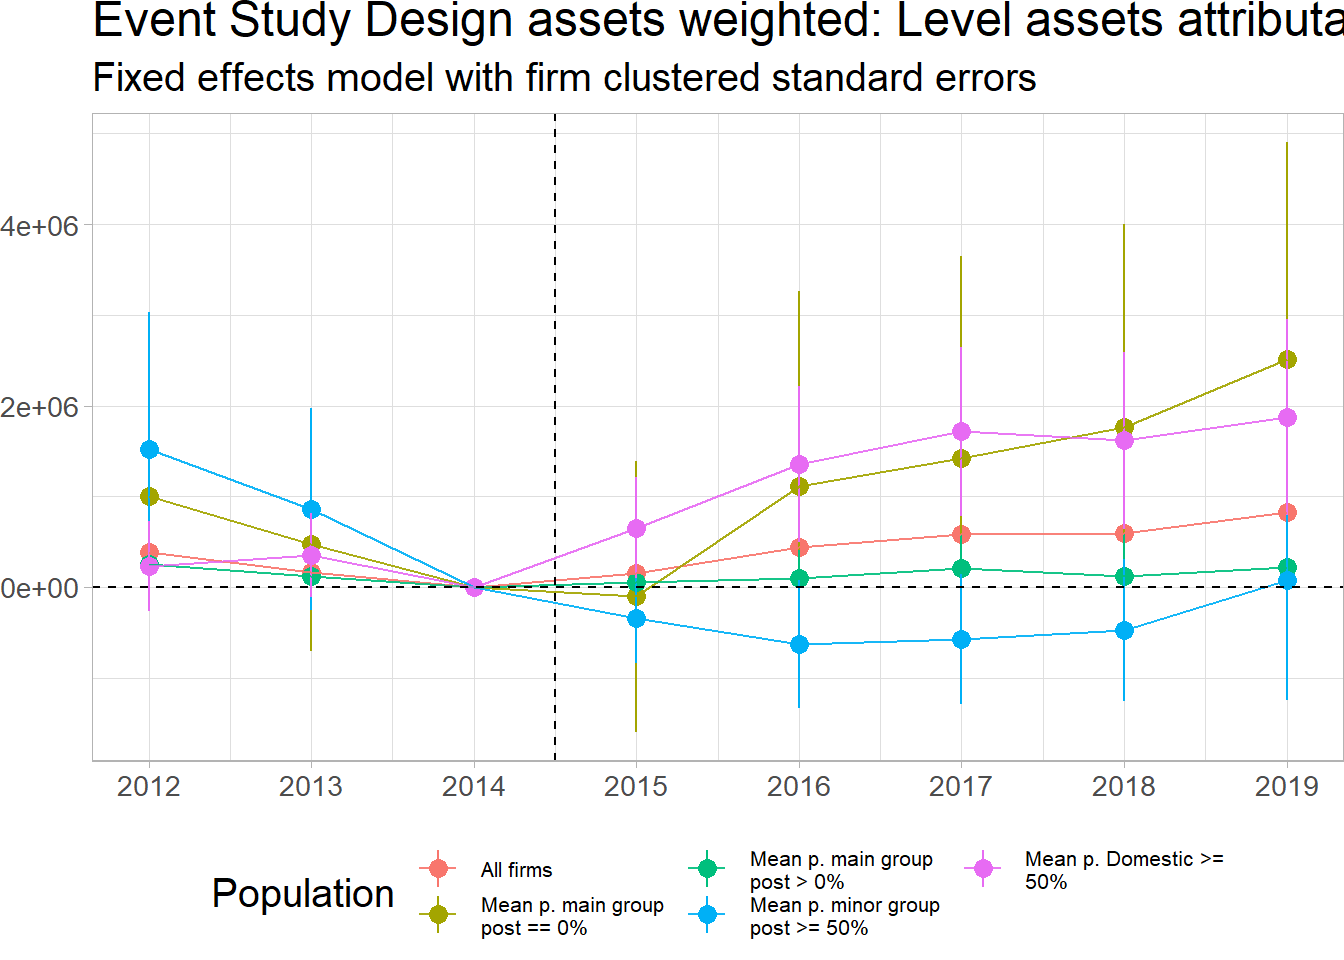 Event Study Design assets weighted: Level assets attributa
Fixed effects model with firm clustered standard errors
4e+06
2e+06
0e+00
2012 2013 2014 2015 2016 2017 2018 2019
Population
All firms
Mean p. main group
post == 0%
Mean p. main group
post > 0%
Mean p. minor group
post >= 50%
Mean p. Domestic >=
50%